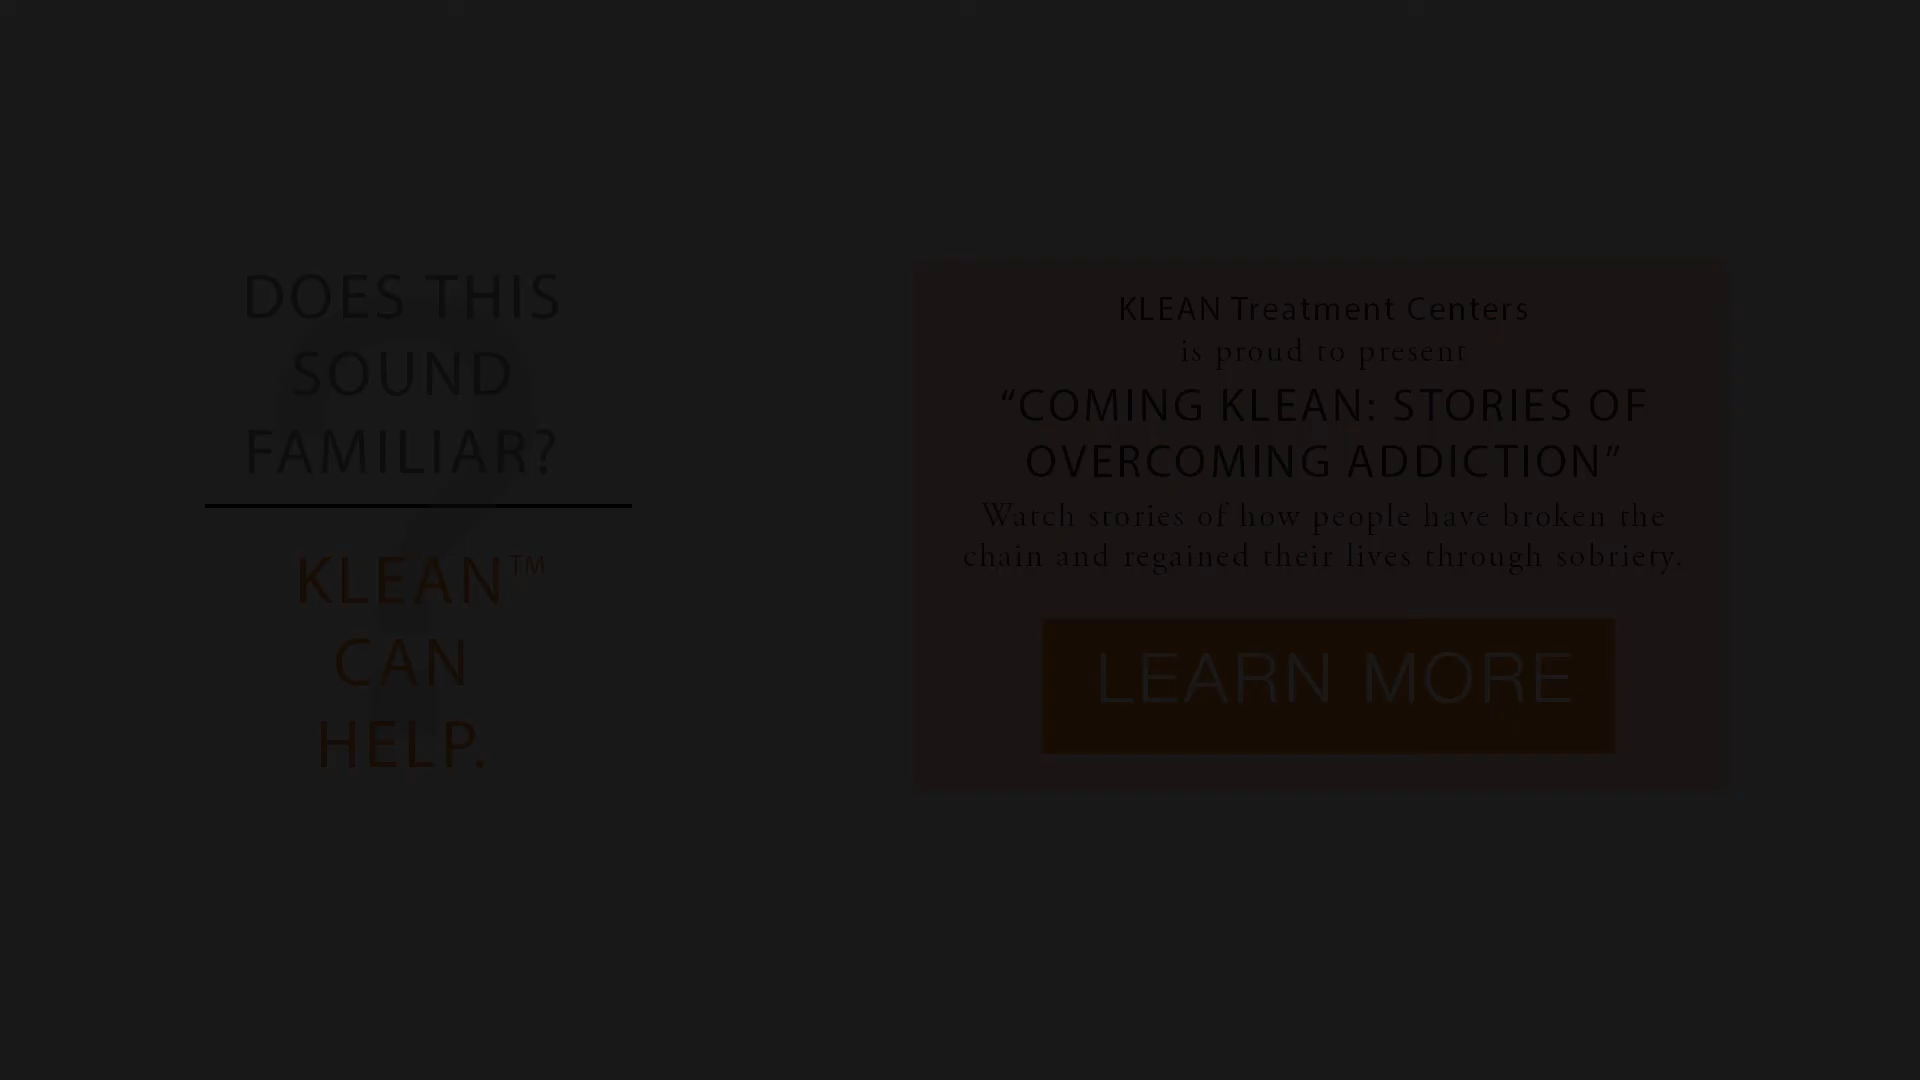 DOES THIS
SOUND
FAMILIAR?
KLEAN™
CAN
HELP.
KLEAN Treatment Centers
is proud to present
“COMING KLEAN: STORIES OF
OVERCOMING ADDICTION”
Watch stories of how people have broken the
chain and regained their lives through sobriety.
LEARN MORE